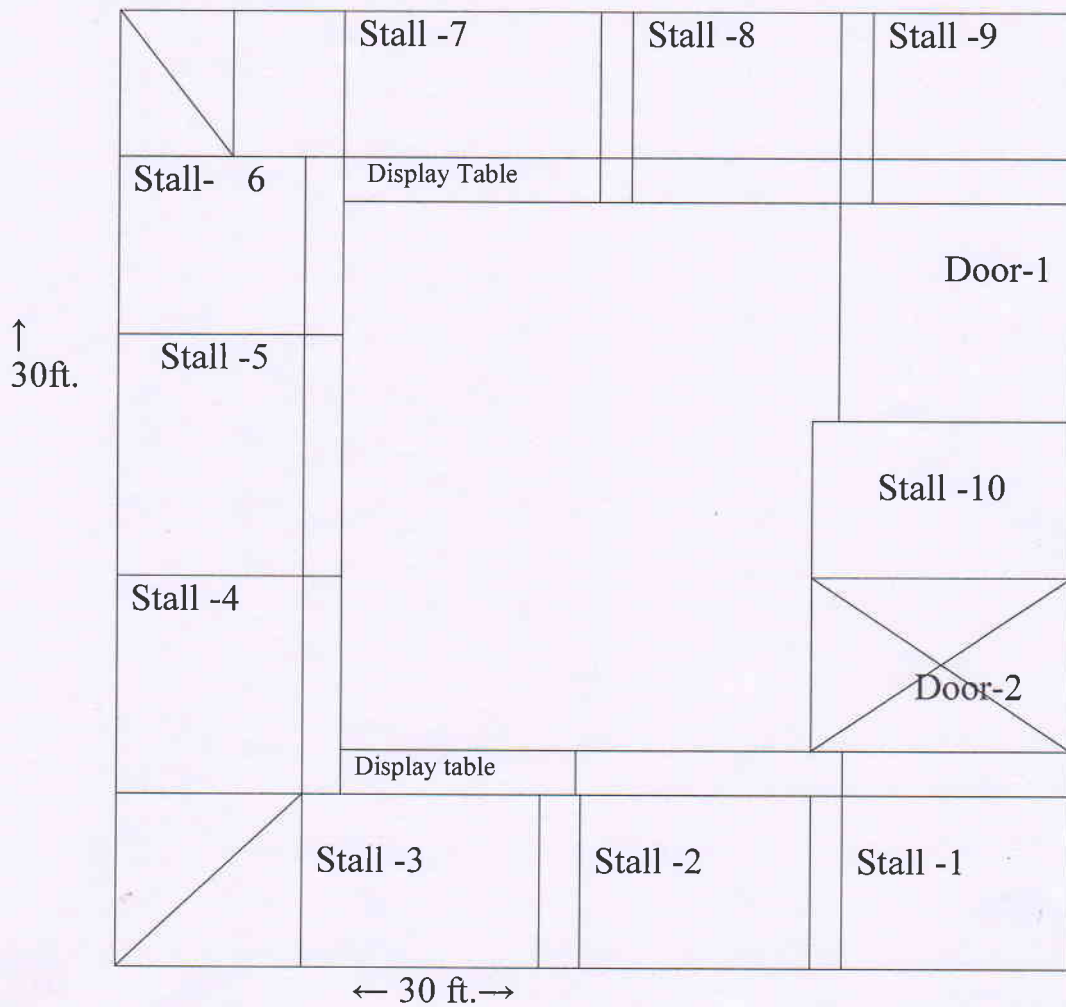 Stall -7
Stall -8
Stall -9
Display Table
Stall- 6
Door-1
↑
30ft.
Stall -5
Stall -10
Stall -4
Door-2
Display table
Stall -3
Stall -2
Stall -1
← 30 ft.→